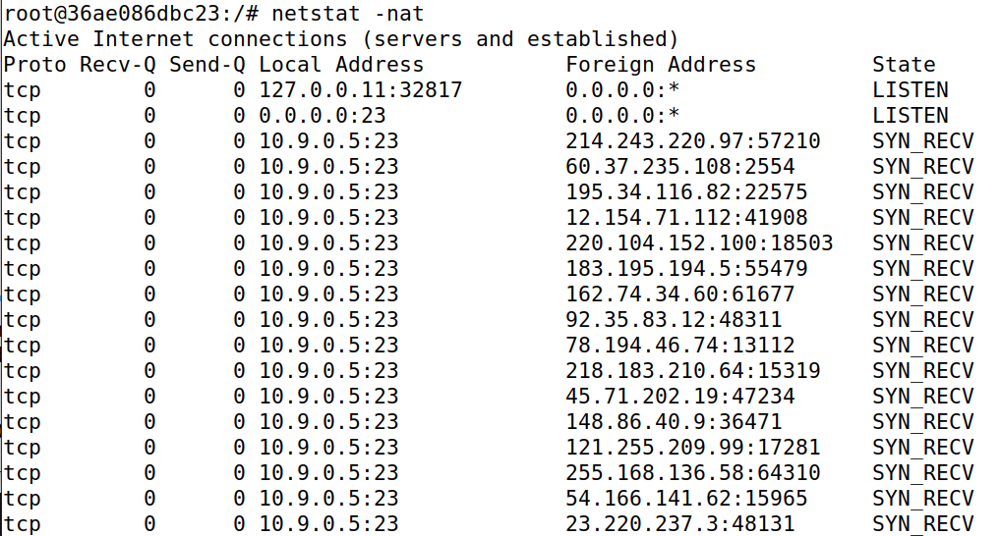 root@36ae086dbc23:/# netstat -nat
Active Internet connections (servers and established)
Proto Recv-Q Send-Q Local Address           Foreign Address         State
tcp        0      0 127.0.0.11:32817        0.0.0.0:*               LISTEN
tcp        0      0 0.0.0.0:23              0.0.0.0:*               LISTEN
tcp        0      0 10.9.0.5:23             214.243.220.97:57210    SYN_RECV
tcp        0      0 10.9.0.5:23             60.37.235.108:2554      SYN_RECV
tcp        0      0 10.9.0.5:23             195.34.116.82:22575     SYN_RECV
tcp        0      0 10.9.0.5:23             12.154.71.112:41908     SYN_RECV
tcp        0      0 10.9.0.5:23             220.104.152.100:18503   SYN_RECV
tcp        0      0 10.9.0.5:23             183.195.194.5:55479     SYN_RECV
tcp        0      0 10.9.0.5:23             162.74.34.60:61677      SYN_RECV
tcp        0      0 10.9.0.5:23             92.35.83.12:48311       SYN_RECV
tcp        0      0 10.9.0.5:23             78.194.46.74:13112      SYN_RECV
tcp        0      0 10.9.0.5:23             218.183.210.64:15319    SYN_RECV
tcp        0      0 10.9.0.5:23             45.71.202.19:47234      SYN_RECV
tcp        0      0 10.9.0.5:23             148.86.40.9:36471       SYN_RECV
tcp        0      0 10.9.0.5:23             121.255.209.99:17281    SYN_RECV
tcp        0      0 10.9.0.5:23             255.168.136.58:64310    SYN_RECV
tcp        0      0 10.9.0.5:23             54.166.141.62:15965     SYN_RECV
tcp        0      0 10.9.0.5:23             23.220.237.3:48131      SYN_RECV